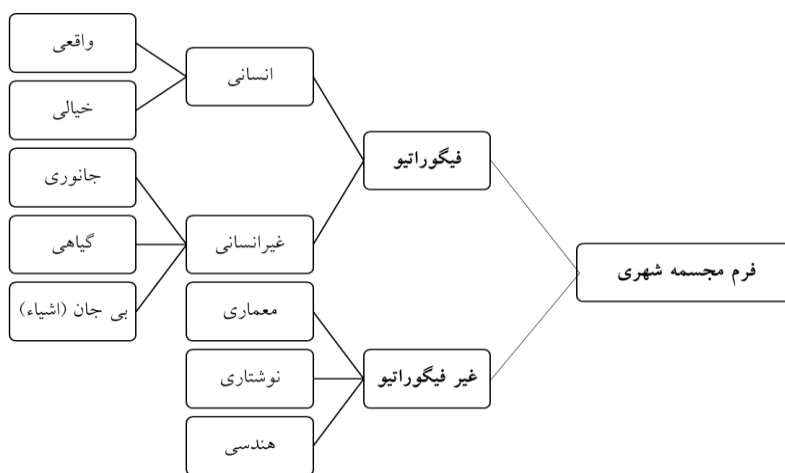 فرم مجسمه شهری
فیگوراتیو
انسانی
واقعی
خیالی
غیرانسانی
جانوری
گیاهی
بی جان (اشیاء)
غیر فیگوراتیو
معماری
نوشتاری
هندسی